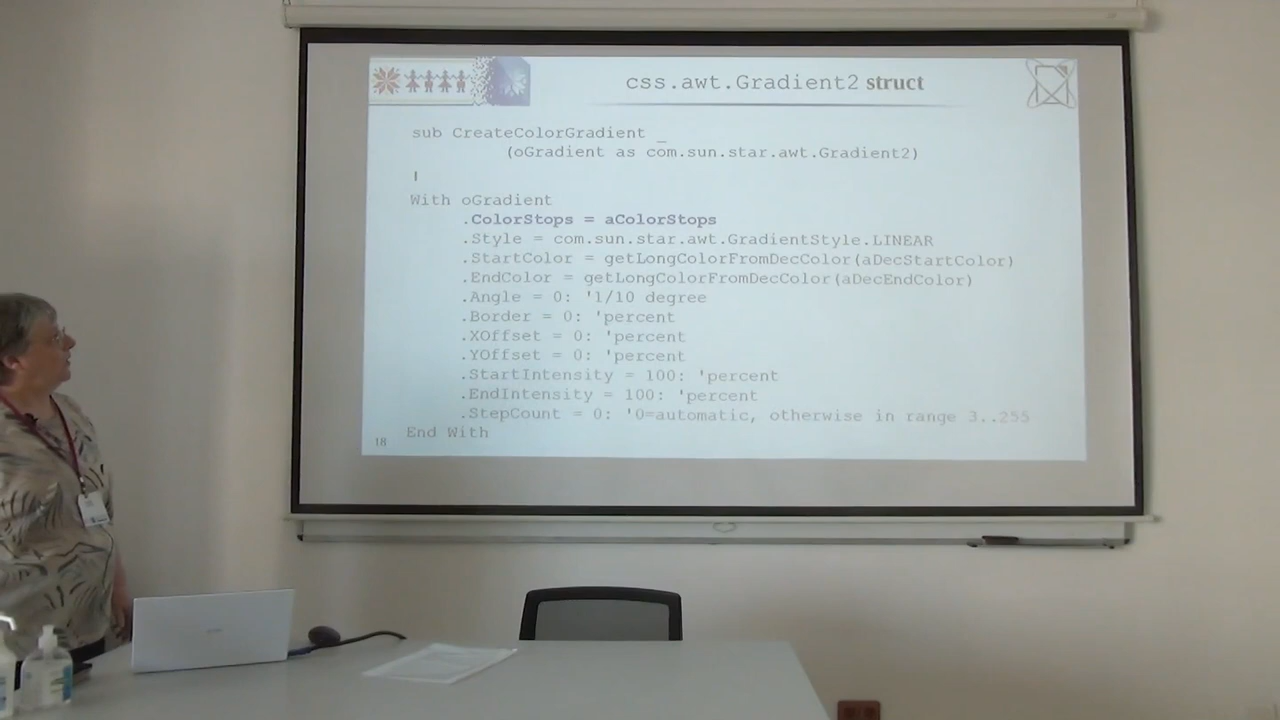 css.awt.Gradient2 struct
sub CreateColorGradient _
(oGradient as com.sun.star.awt.Gradient2)
With oGradient
.ColorStops = aColorStops
.Style = com.sun.star.awt.GradientStyle.LINEAR
.StartColor = getLongColorFromDecColor(aDecStartColor)
.EndColor = getLongColorFromDecColor(aDecEndColor)
.Angle = 0: '1/10 degree
.Border = 0: 'percent
.XOffset = 0: 'percent
.YOffset = 0: 'percent
.StartIntensity = 100: 'percent
.EndIntensity = 100: 'percent
.StepCount = 0: '0=automatic, otherwise in range 3..255
End With
18